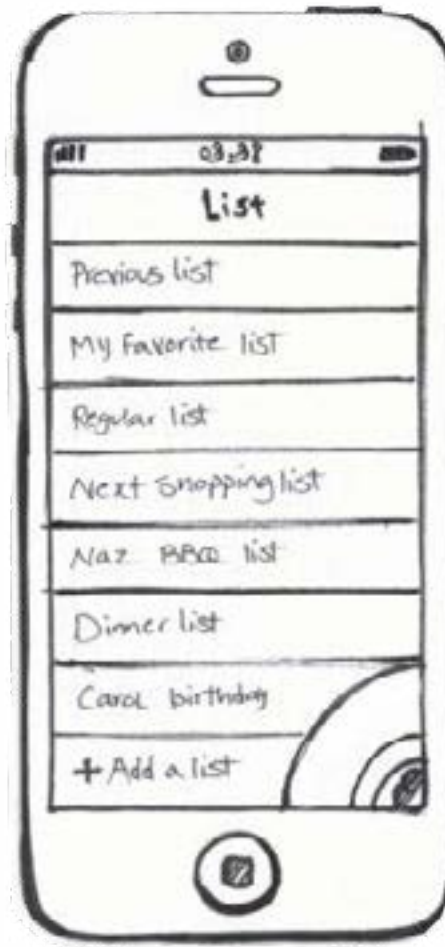 03:38
List
Previous list
My Favorite list
Regular list
Next shopping list
Naz BBQ list
Dinner list
Carol birthday
+ Add a list